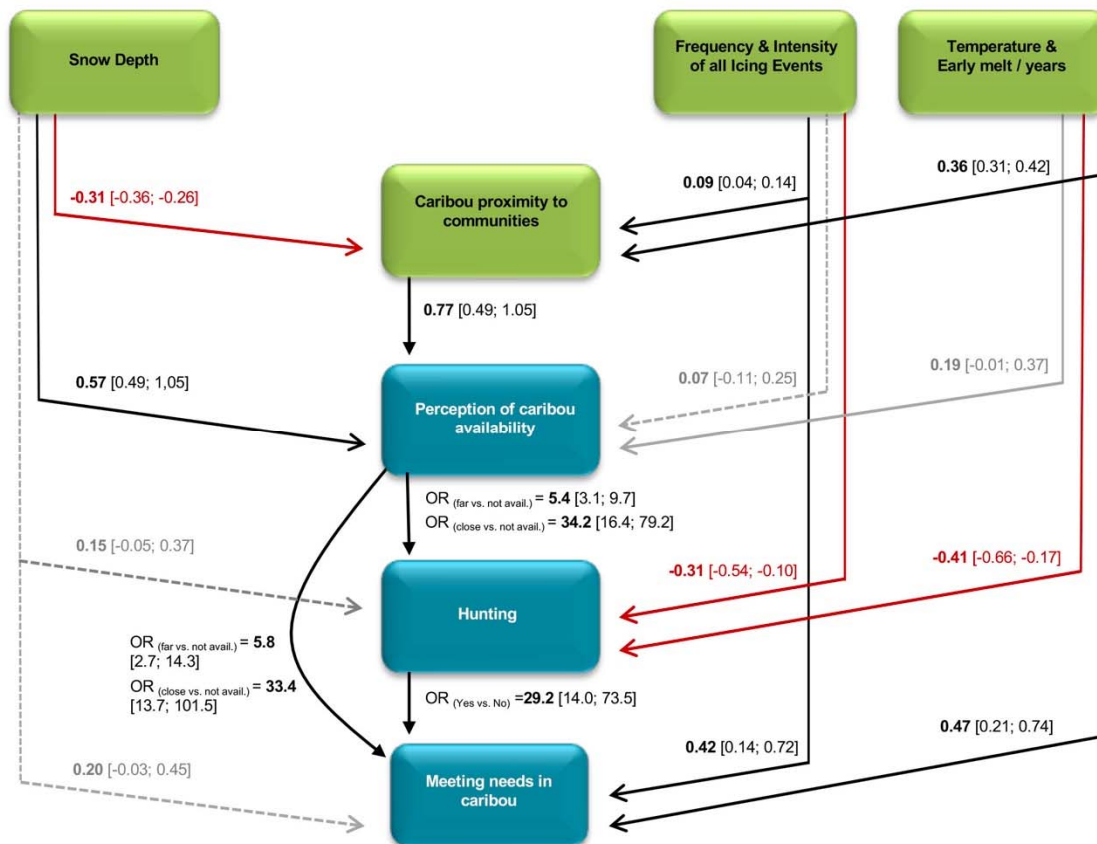 Snow Depth
Frequency & Intensity
of all Icing Events
Temperature &
Early melt / years
-0.31 [-0.36; -0.26]
Caribou proximity to
communities
0.09 [0.04; 0.14]
0.36 [0.31; 0.42]
0.77 [0.49; 1.05]
0.57 [0.49; 1,05]
Perception of caribou
availability
0.07 [-0.11; 0.25]
0.19 [-0.01; 0.37]
OR (far vs. not avail.) = 5.4 [3.1; 9.7]
OR (close vs. not avail.) = 34.2 [16.4; 79.2]
0.15 [-0.05; 0.37]
Hunting
-0.31 [-0.54; -0.10]
-0.41 [-0.66; -0.17]
OR (far vs. not avail.) = 5.8
[2.7; 14.3]
OR (close vs. not avail.) = 33.4
[13.7; 101.5]
OR (Yes vs. No) =29.2 [14.0; 73.5]
0.20 [-0.03; 0.45]
Meeting needs in
caribou
0.42 [0.14; 0.72]
0.47 [0.21; 0.74]